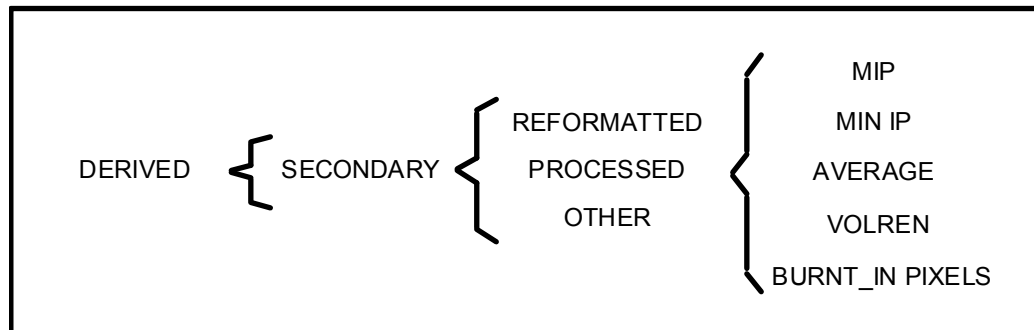 DERIVED
SECONDARY
REFORMATTED
PROCESSED
OTHER
MIP
MIN IP
AVERAGE
VOLREN
BURNT_IN PIXELS